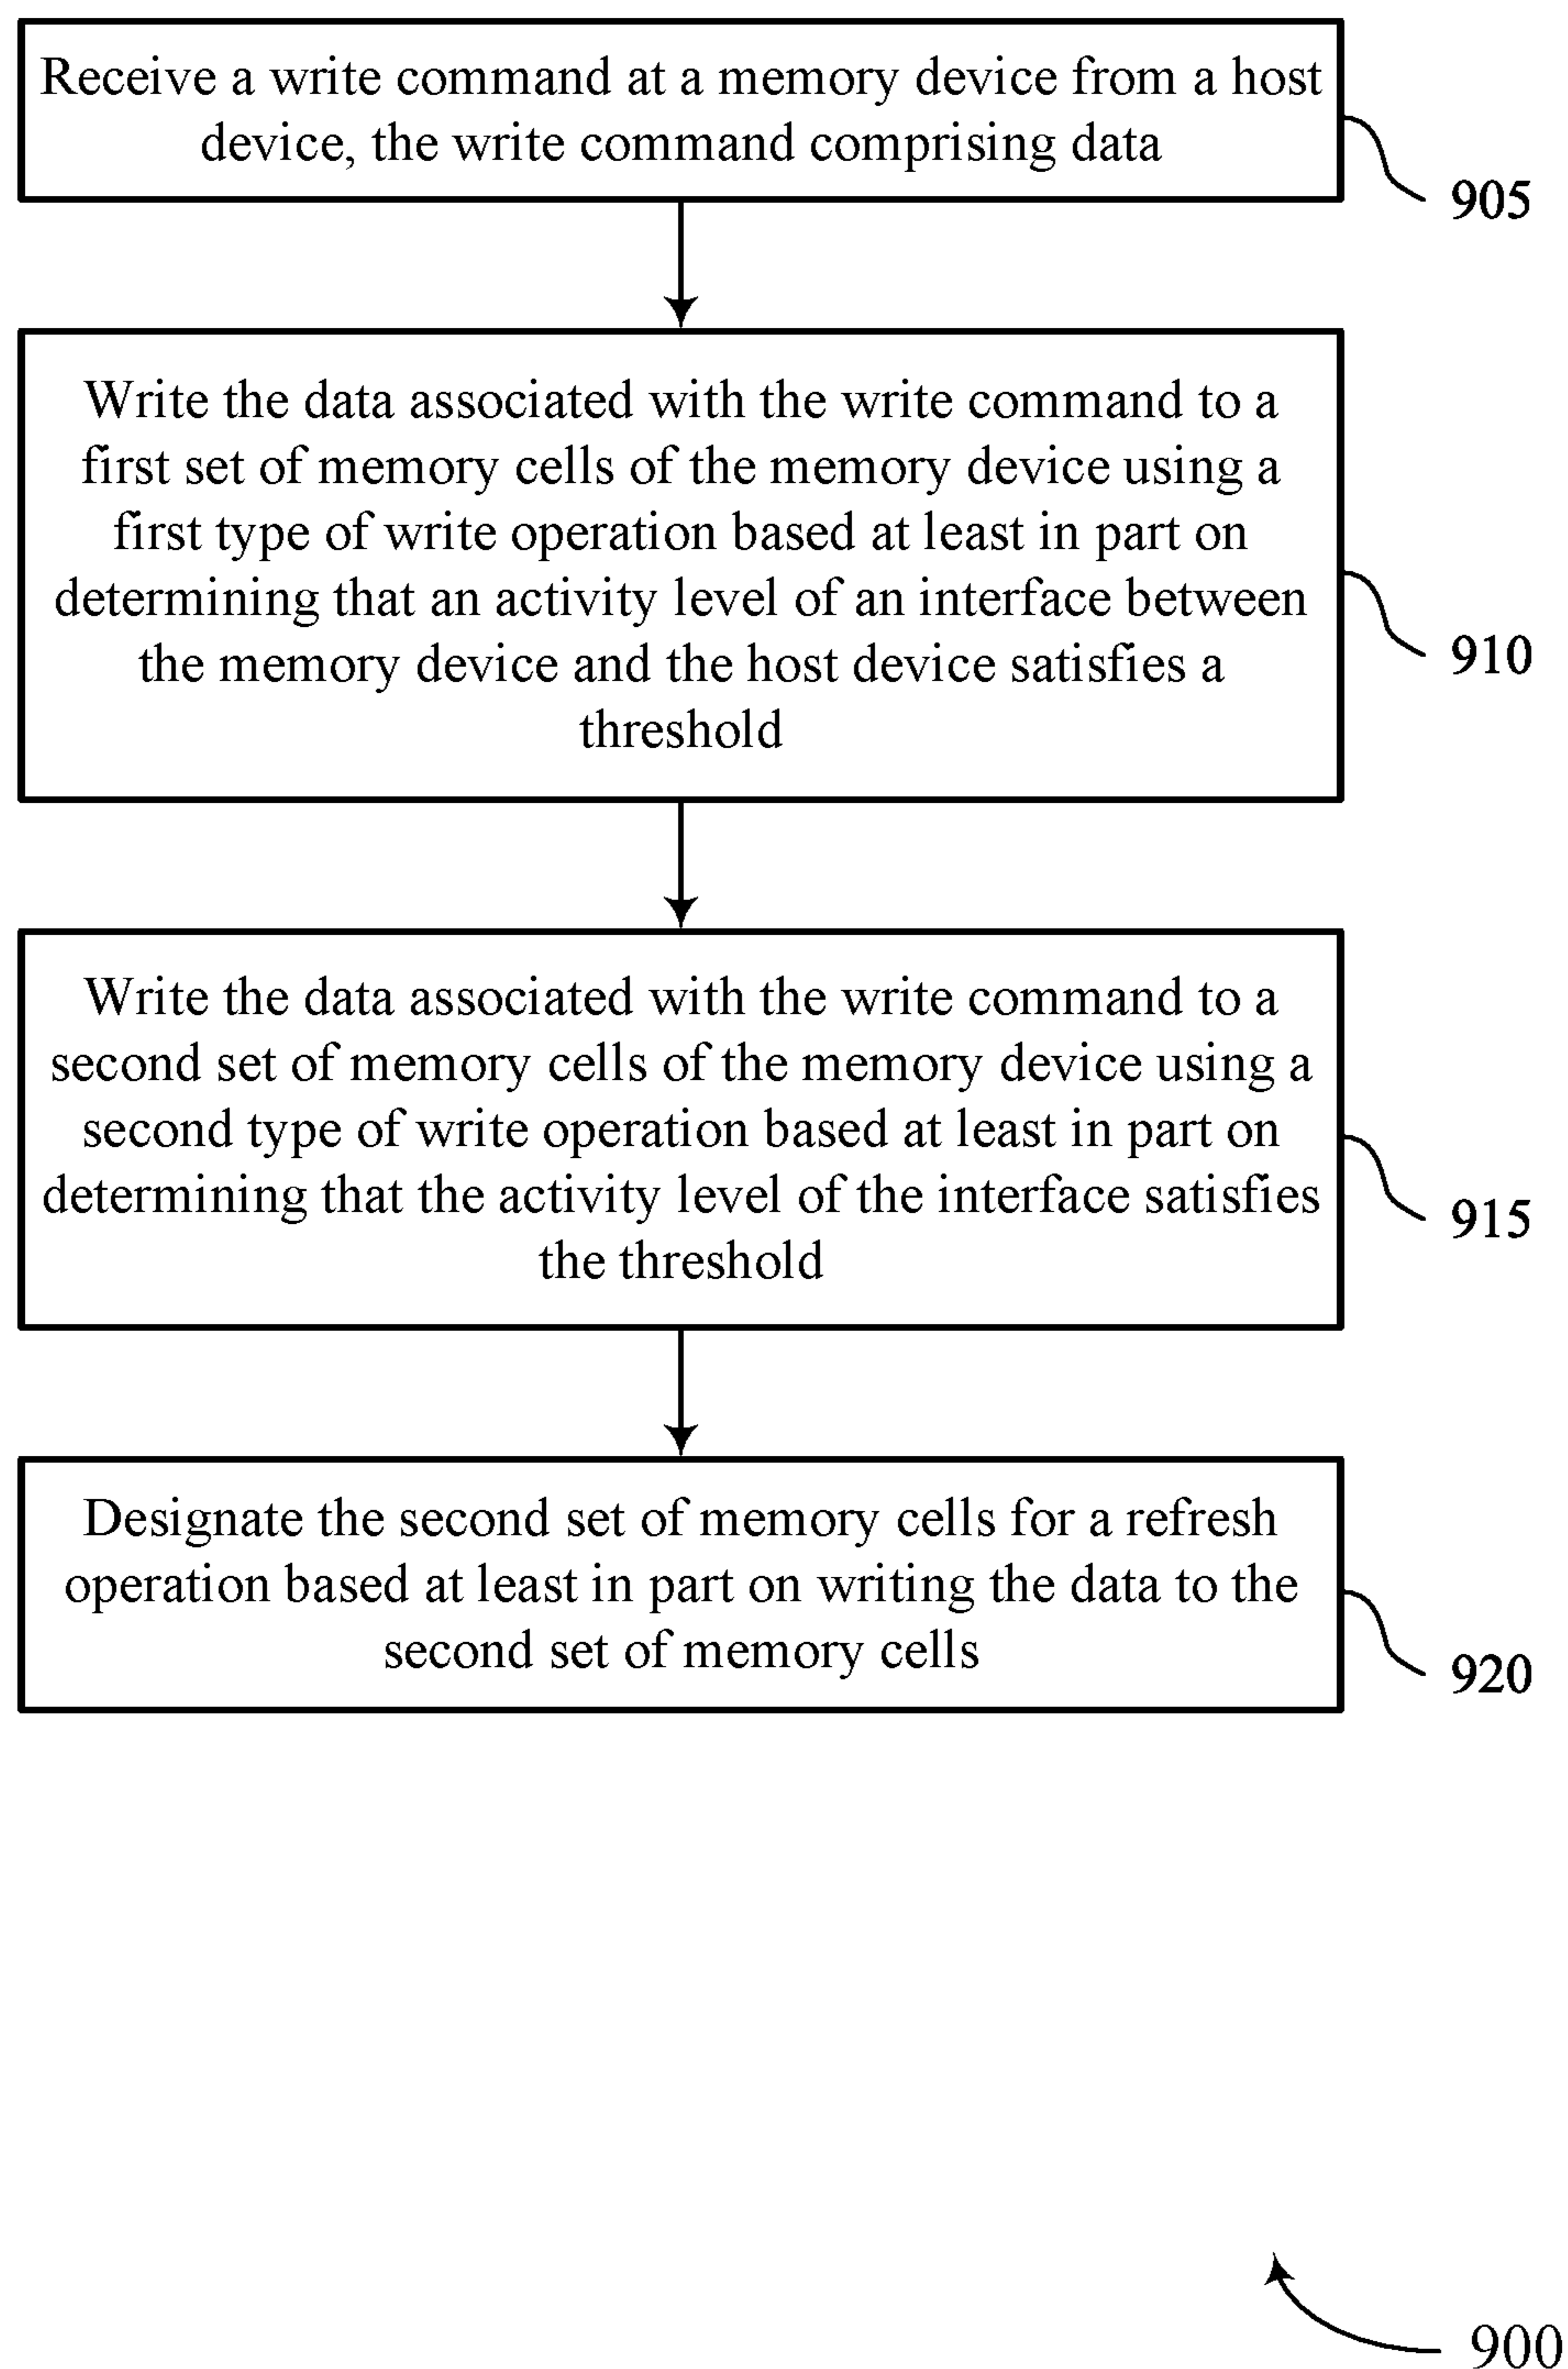 Receive a write command at a memory device from a host
device, the write command comprising data
905
Write the data associated with the write command to a
first set of memory cells of the memory device using a
first type of write operation based at least in part on
determining that an activity level of an interface between
the memory device and the host device satisfies a
threshold
910
Write the data associated with the write command to a
second set of memory cells of the memory device using a
second type of write operation based at least in part on
determining that the activity level of the interface satisfies
the threshold
915
Designate the second set of memory cells for a refresh
operation based at least in part on writing the data to the
second set of memory cells
920
900